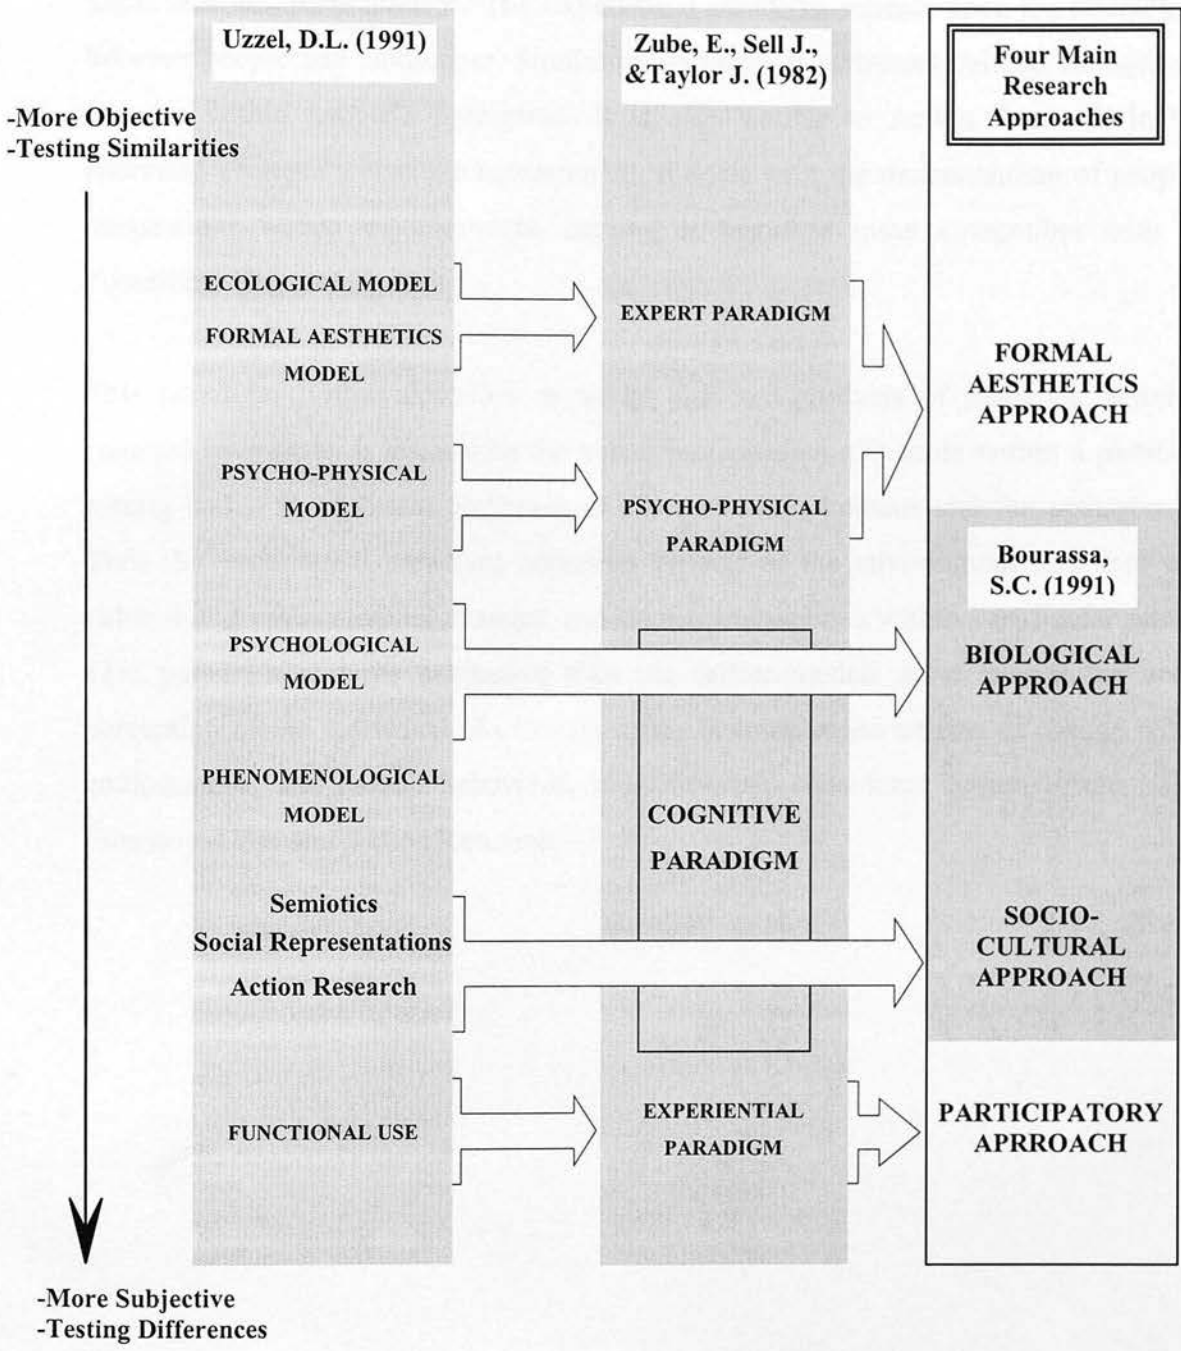 Uzzel, D.L. (1991)
Zube, E., Sell J.,
&Taylor J. (1982)
Four Main
Research
Approaches
-More Objective
-Testing Similarities
ECOLOGICAL MODEL
FORMAL AESTHETICS
MODEL
EXPERT PARADIGM
FORMAL
AESTHETICS
APPROACH
PSYCHO-PHYSICAL
MODEL
PSYCHO-PHYSICAL
PARADIGM
Bourassa,
S.C. (1991)
PSYCHOLOGICAL
MODEL
BIOLOGICAL
APPROACH
PHENOMENOLOGICAL
MODEL
COGNITIVE
PARADIGM
Semiotics
Social Representations
Action Research
SOCIO-
CULTURAL
APPROACH
FUNCTIONAL USE
EXPERIENTIAL
PARADIGM
PARTICIPATORY
APRROACH
-More Subjective
-Testing Differences